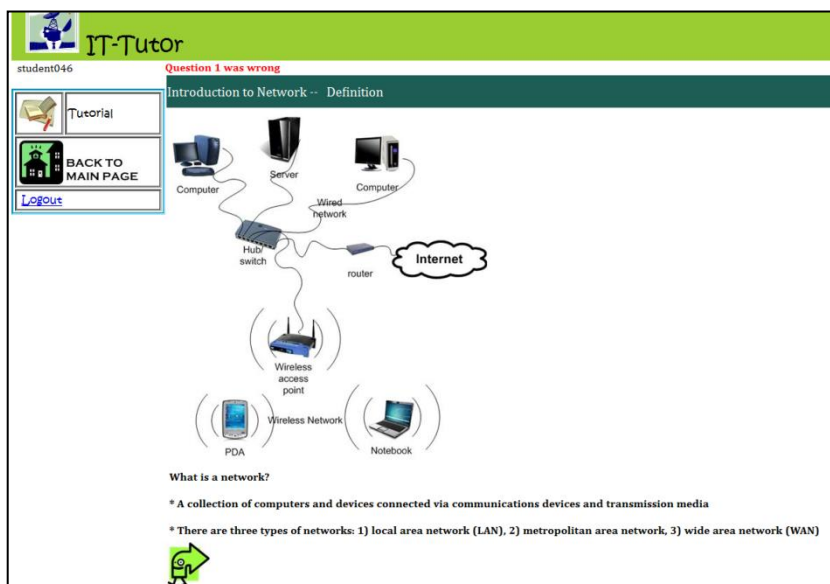 IT-Tutor
student046
Question 1 was wrong
Introduction to Network -- Definition
Tutorial
BACK TO
MAIN PAGE
Logout
Computer
Server
Computer
Wired
network
Hub/
switch
router
Internet
Wireless
access
point
Wireless Network
PDA
Notebook
What is a network?
* A collection of computers and devices connected via communications devices and transmission media
* There are three types of networks: 1) local area network (LAN), 2) metropolitan area network, 3) wide area network (WAN)